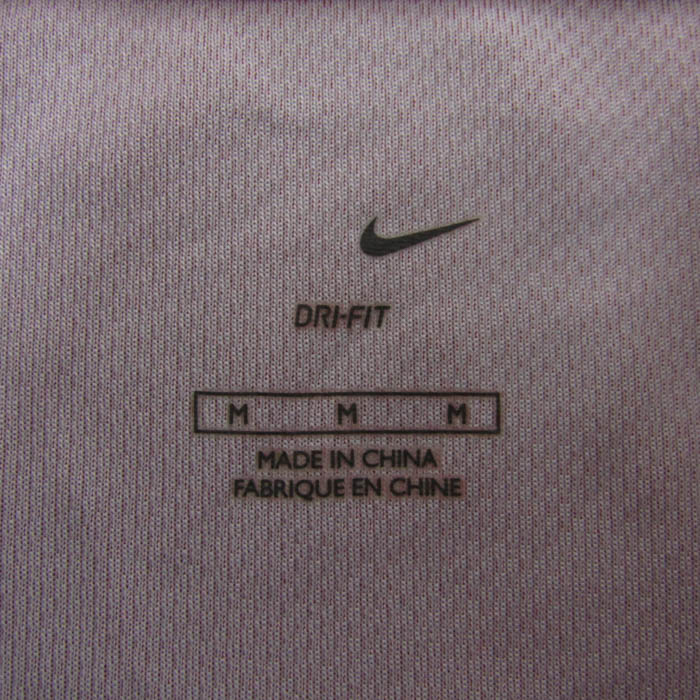 DRI-FIT
M M M
MADE IN CHINA
FABRIQUE EN CHINE